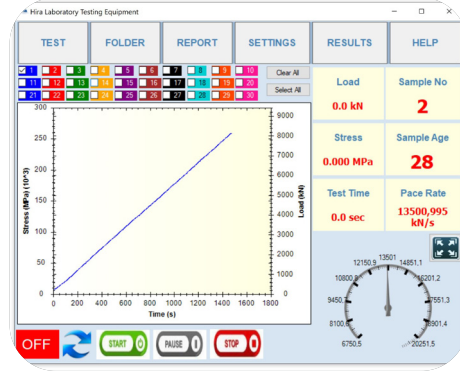 Hira Laboratory Testing Equipment
TEST FOLDER REPORT SETTINGS RESULTS HELP
1 2 3 4 5 6 7 8 9 10 Clear All
11 12 13 14 15 16 17 18 19 20
21 22 23 24 25 26 27 28 29 30 Select All
Load
0.0 kN
Sample No
2
Stress
0.000 MPa
Sample Age
28
Test Time
0.0 sec
Pace Rate
13500,995
kN/s
Stress (MPa) (10^3)
300
250
200
150
100
50
0
9000
8000
7000
6000
5000
4000
3000
2000
1000
0
Load (kN)
0 200 400 600 800 1000 1200 1400 1600 1800
Time (s)
13501
12150,9 14851,1
10800,8 16201,2
9450,7 17551,3
8100,6 18901,4
6750,5 20251,5
OFF START PAUSE STOP